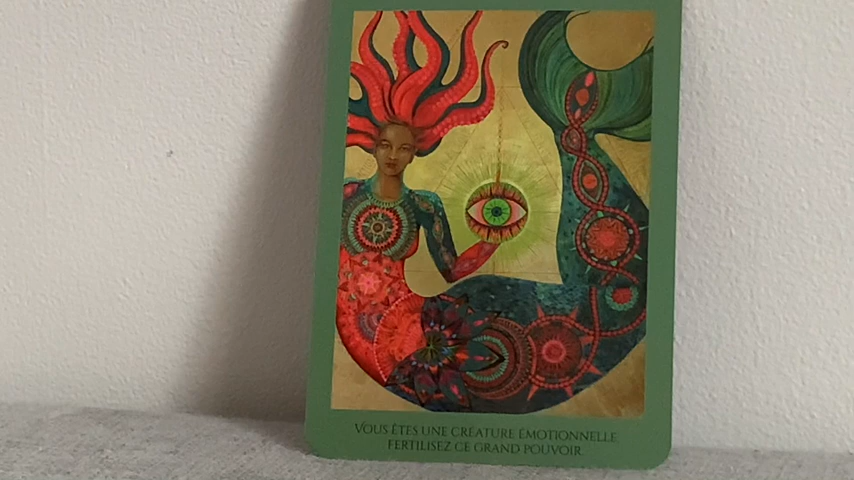 VOUS ÊTES UNE CRÉATURE ÉMOTIONNELLE
FERTILISEZ CE GRAND POUVOIR